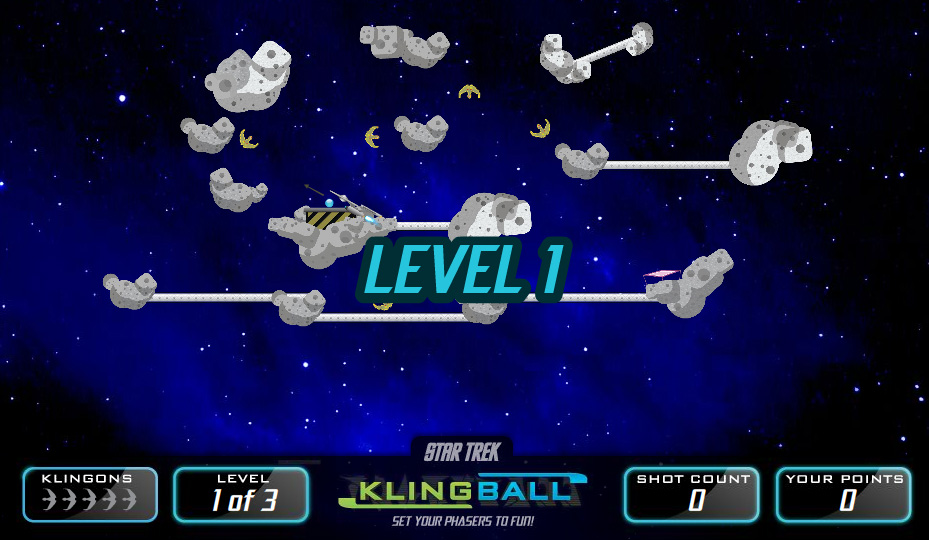 LEVEL 1
STAR TREK
KLINGBALL
SET YOUR PHASERS TO FUN!
KLINGONS
LEVEL
1 of 3
SHOT COUNT
0
YOUR POINTS
0